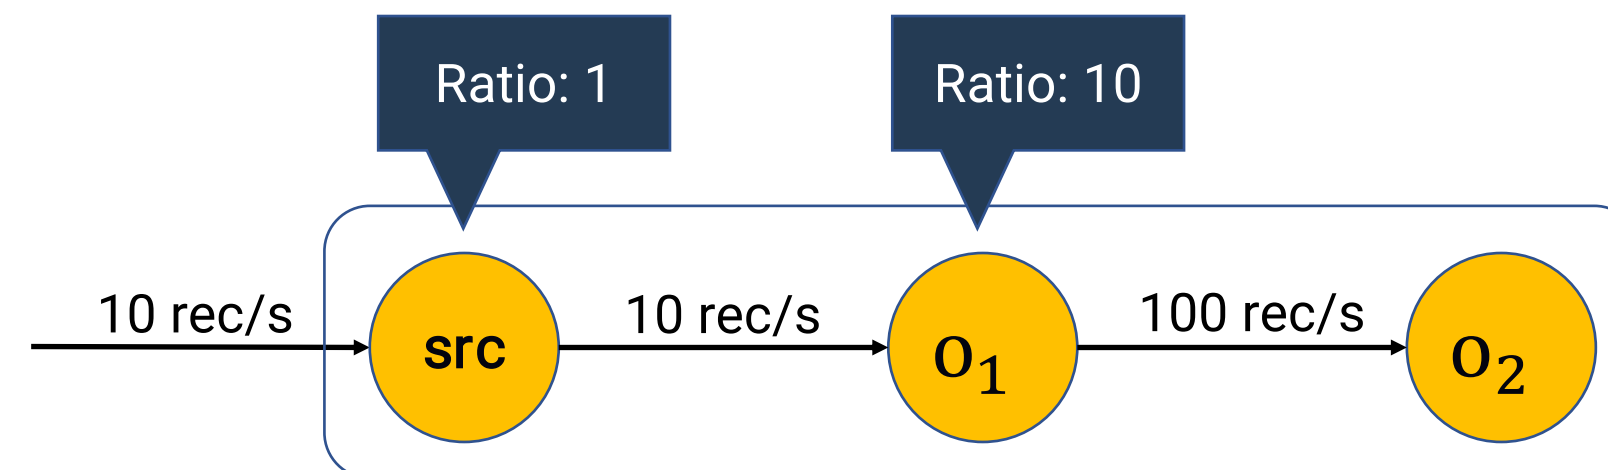 Ratio: 1
Ratio: 10
10 rec/s
10 rec/s
100 rec/s
src
o₁
o₂